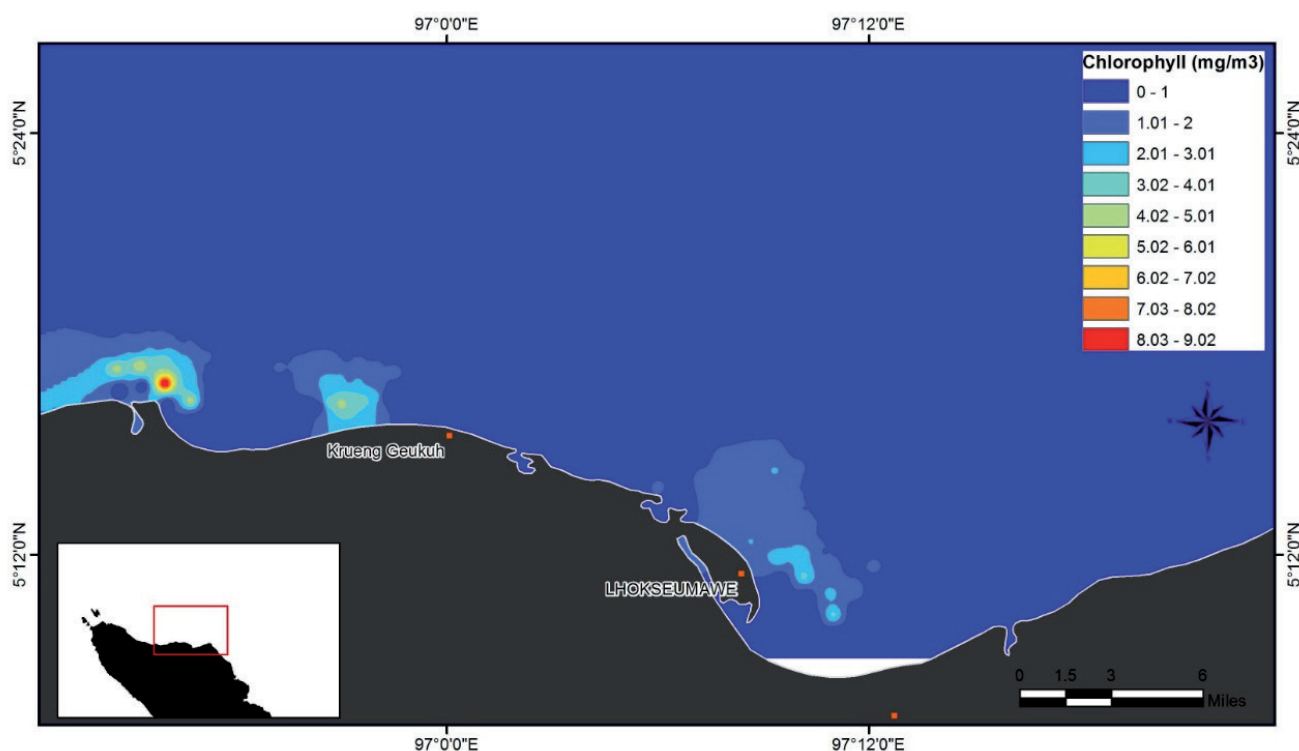 97°0'0"E
97°12'0"E
Chlorophyll (mg/m3)
0 - 1
1.01 - 2
2.01 - 3.01
3.02 - 4.01
4.02 - 5.01
5.02 - 6.01
6.02 - 7.02
7.03 - 8.02
8.03 - 9.02
5°24'0"N
5°24'0"N
Krueng Geukuh
5°12'0"N
5°12'0"N
LHOKSEUMAWE
0 1.5 3 6
Miles
97°0'0"E
97°12'0"E